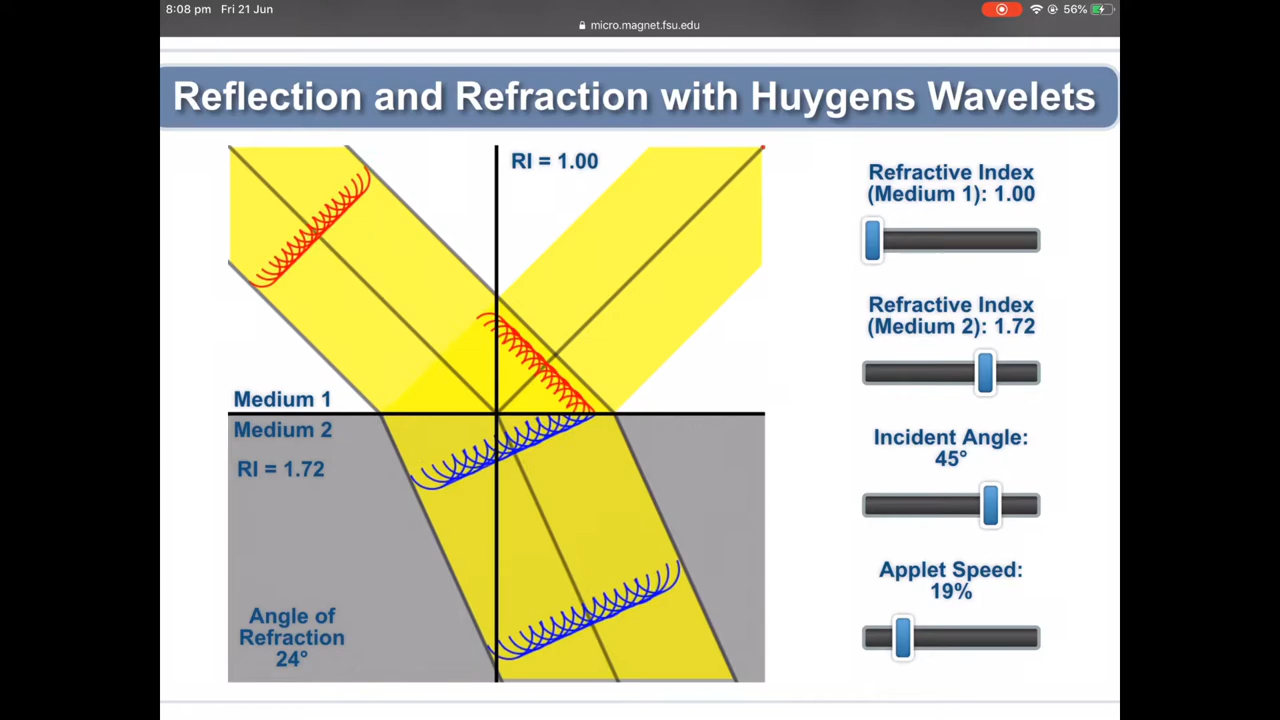 8:08 pm Fri 21 Jun
56%
micro.magnet.fsu.edu
Reflection and Refraction with Huygens Wavelets
RI = 1.00
Medium 1
Medium 2
RI = 1.72
Angle of
Refraction
24°
Refractive Index
(Medium 1): 1.00
Refractive Index
(Medium 2): 1.72
Incident Angle:
45°
Applet Speed:
19%